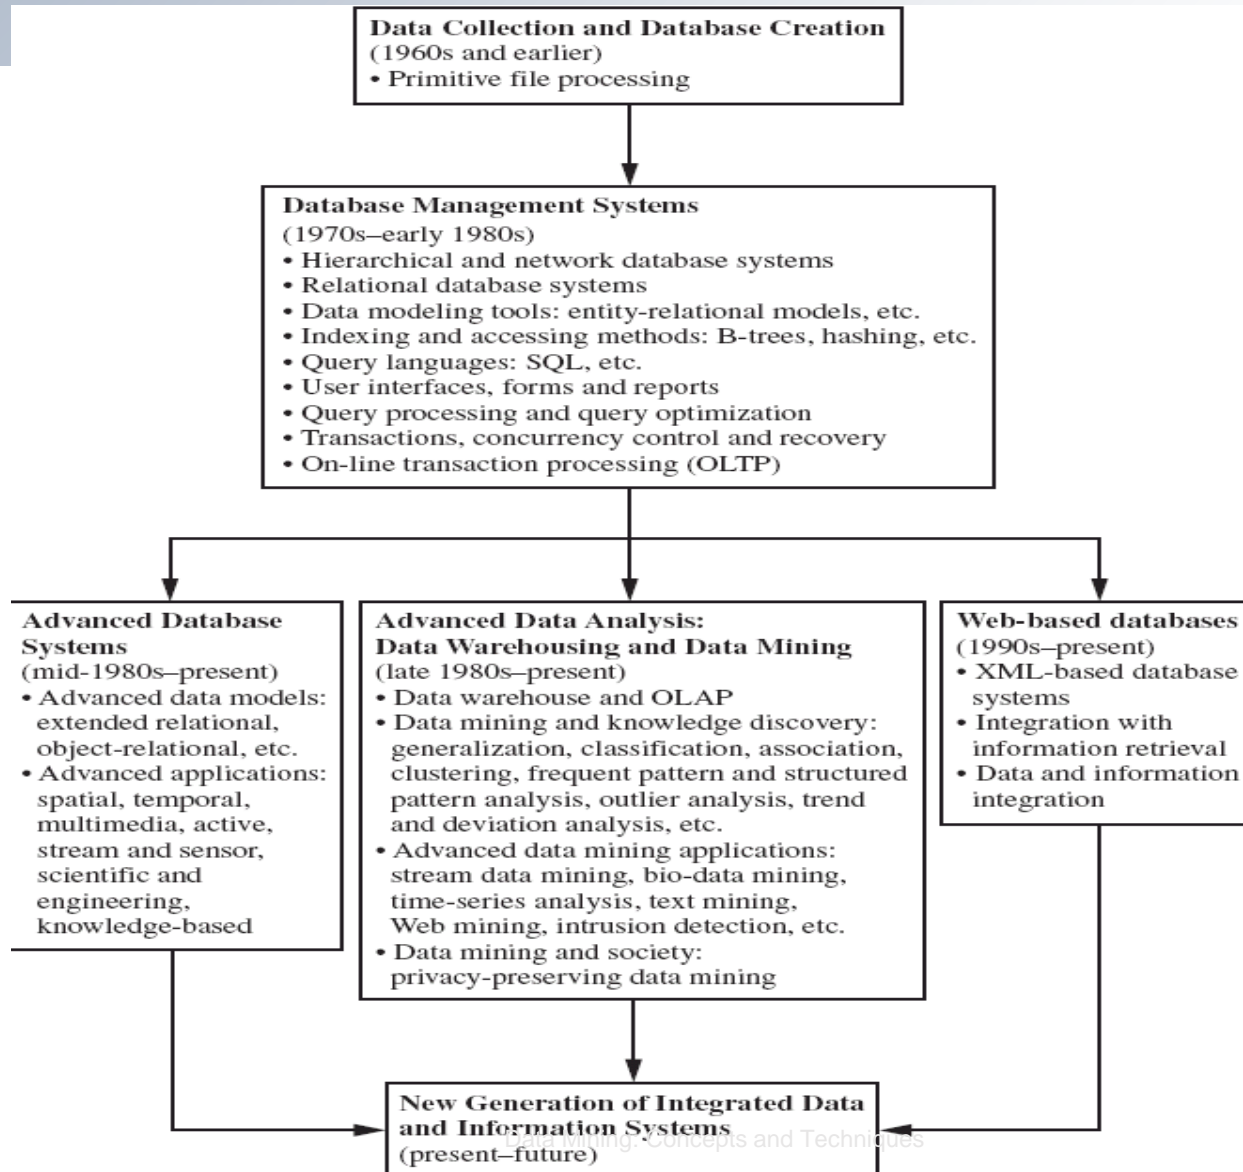 Data Collection and Database Creation
(1960s and earlier)
• Primitive file processing
Database Management Systems
(1970s–early 1980s)
• Hierarchical and network database systems
• Relational database systems
• Data modeling tools: entity-relational models, etc.
• Indexing and accessing methods: B-trees, hashing, etc.
• Query languages: SQL, etc.
• User interfaces, forms and reports
• Query processing and query optimization
• Transactions, concurrency control and recovery
• On-line transaction processing (OLTP)
Advanced Database
Systems
(mid-1980s–present)
• Advanced data models:
extended relational,
object-relational, etc.
• Advanced applications:
spatial, temporal,
multimedia, active,
stream and sensor,
scientific and
engineering,
knowledge-based
Advanced Data Analysis:
Data Warehousing and Data Mining
(late 1980s–present)
• Data warehouse and OLAP
• Data mining and knowledge discovery:
generalization, classification, association,
clustering, frequent pattern and structured
pattern analysis, outlier analysis, trend
and deviation analysis, etc.
• Advanced data mining applications:
stream data mining, bio-data mining,
time-series analysis, text mining,
Web mining, intrusion detection, etc.
• Data mining and society:
privacy-preserving data mining
Web-based databases
(1990s–present)
• XML-based database
systems
• Integration with
information retrieval
• Data and information
integration
New Generation of Integrated Data
and Information Systems
(present–future)
Data Mining: Concepts and Techniques